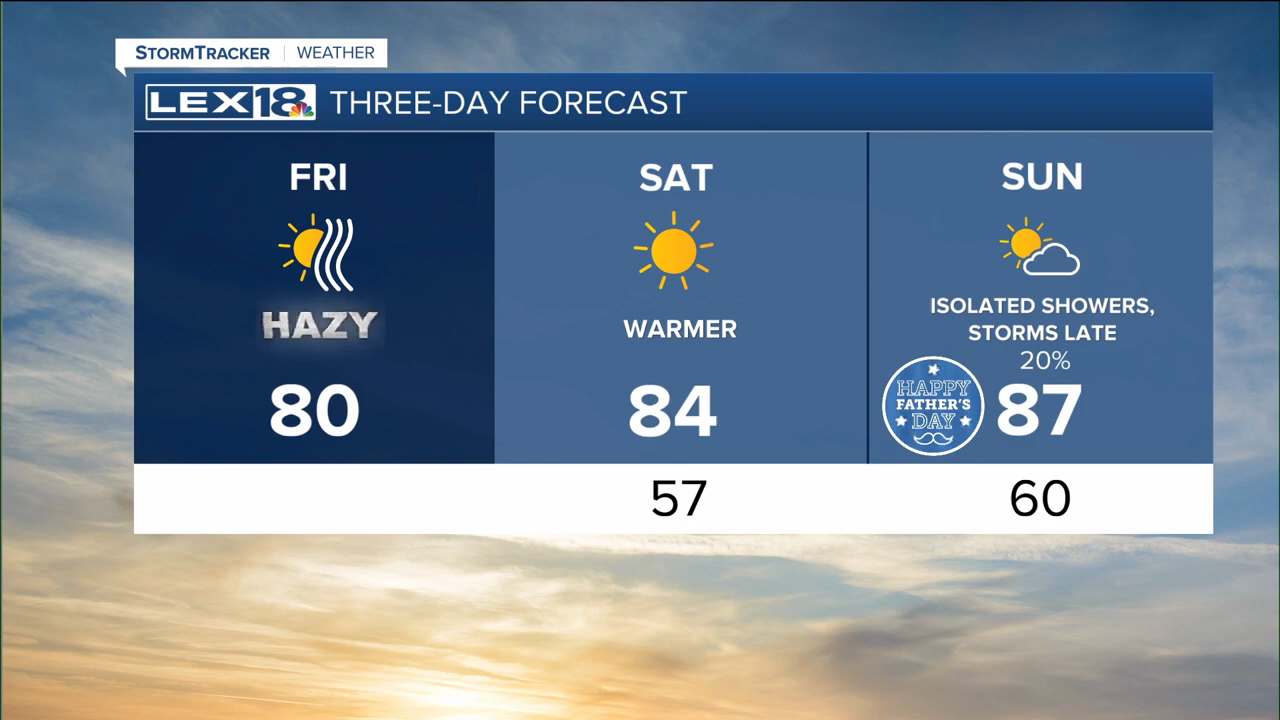 STORMTRACKER | WEATHER
LEX18 THREE-DAY FORECAST
FRI
HAZY
80
SAT
WARMER
84
57
SUN
ISOLATED SHOWERS,
STORMS LATE
20%
HAPPY
FATHER'S
DAY
87
60